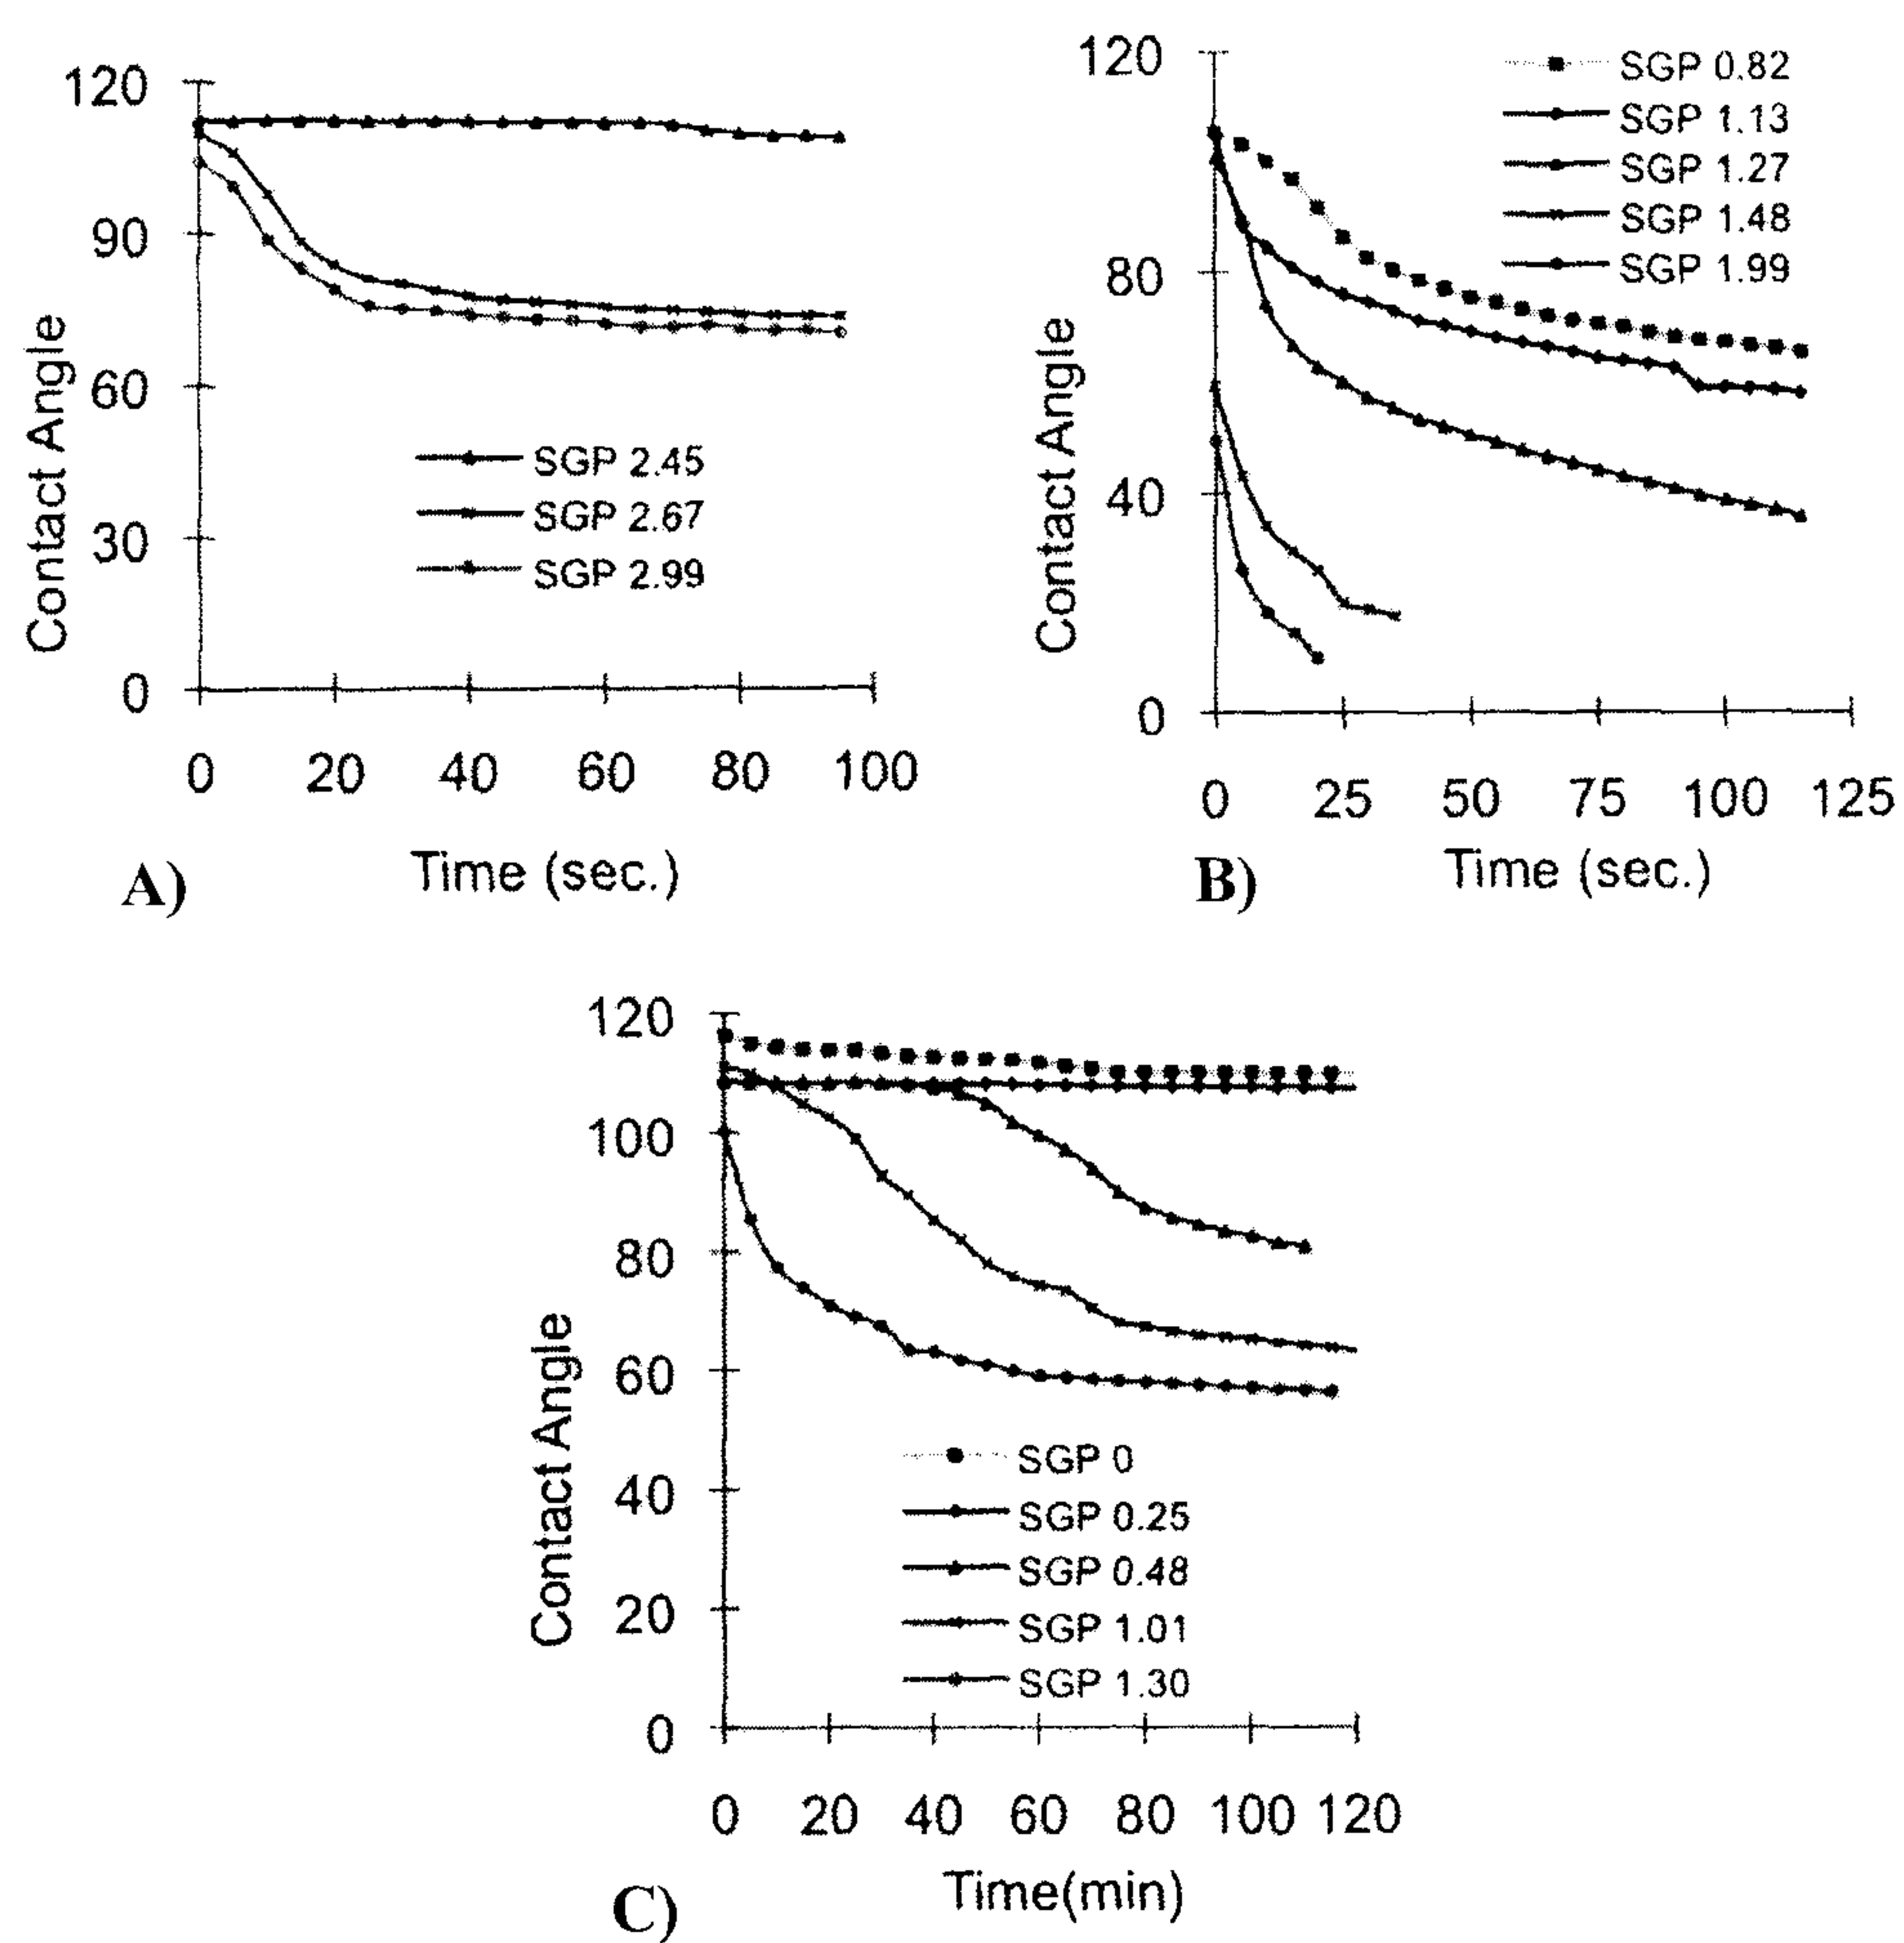 120
90
60
30
0
Contact Angle
SGP 2.45
SGP 2.67
SGP 2.99
0 20 40 60 80 100
Time (sec.)
A)
120
80
40
0
Contact Angle
SGP 0.82
SGP 1.13
SGP 1.27
SGP 1.48
SGP 1.99
0 25 50 75 100 125
Time (sec.)
B)
120
100
80
60
40
20
0
Contact Angle
SGP 0
SGP 0.25
SGP 0.48
SGP 1.01
SGP 1.30
0 20 40 60 80 100 120
Time(min)
C)